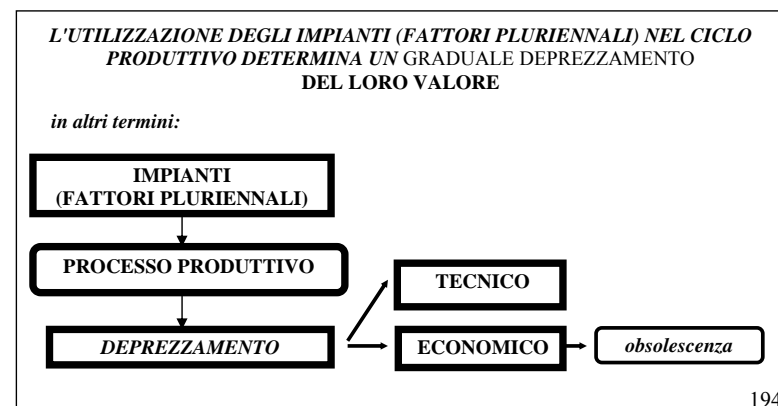 L'UTILIZZAZIONE DEGLI IMPIANTI (FATTORI PLURIENNALI) NEL CICLO
PRODUTTIVO DETERMINA UN GRADUALE DEPREZZAMENTO
DEL LORO VALORE
in altri termini:
IMPIANTI
(FATTORI PLURIENNALI)
PROCESSO PRODUTTIVO
TECNICO
DEPREZZAMENTO
ECONOMICO
obsolescenza
194